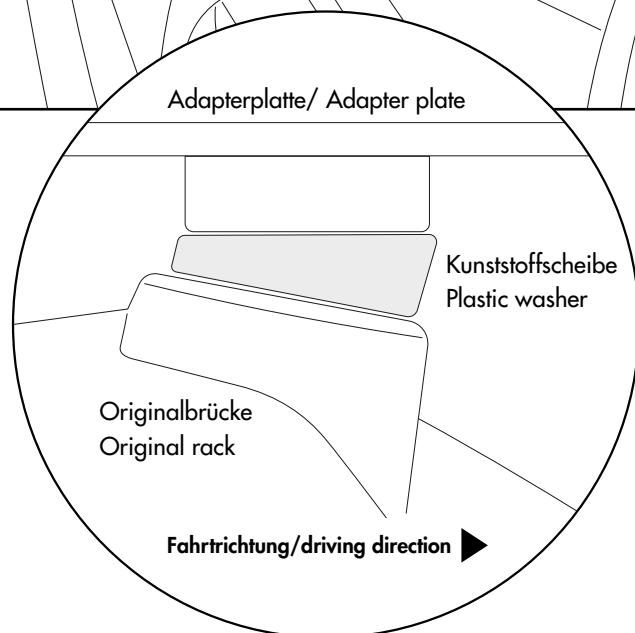 Adapterplatte/ Adapter plate
Kunststoffscheibe
Plastic washer
Originalbrücke
Original rack
Fahrtrichtung/driving direction